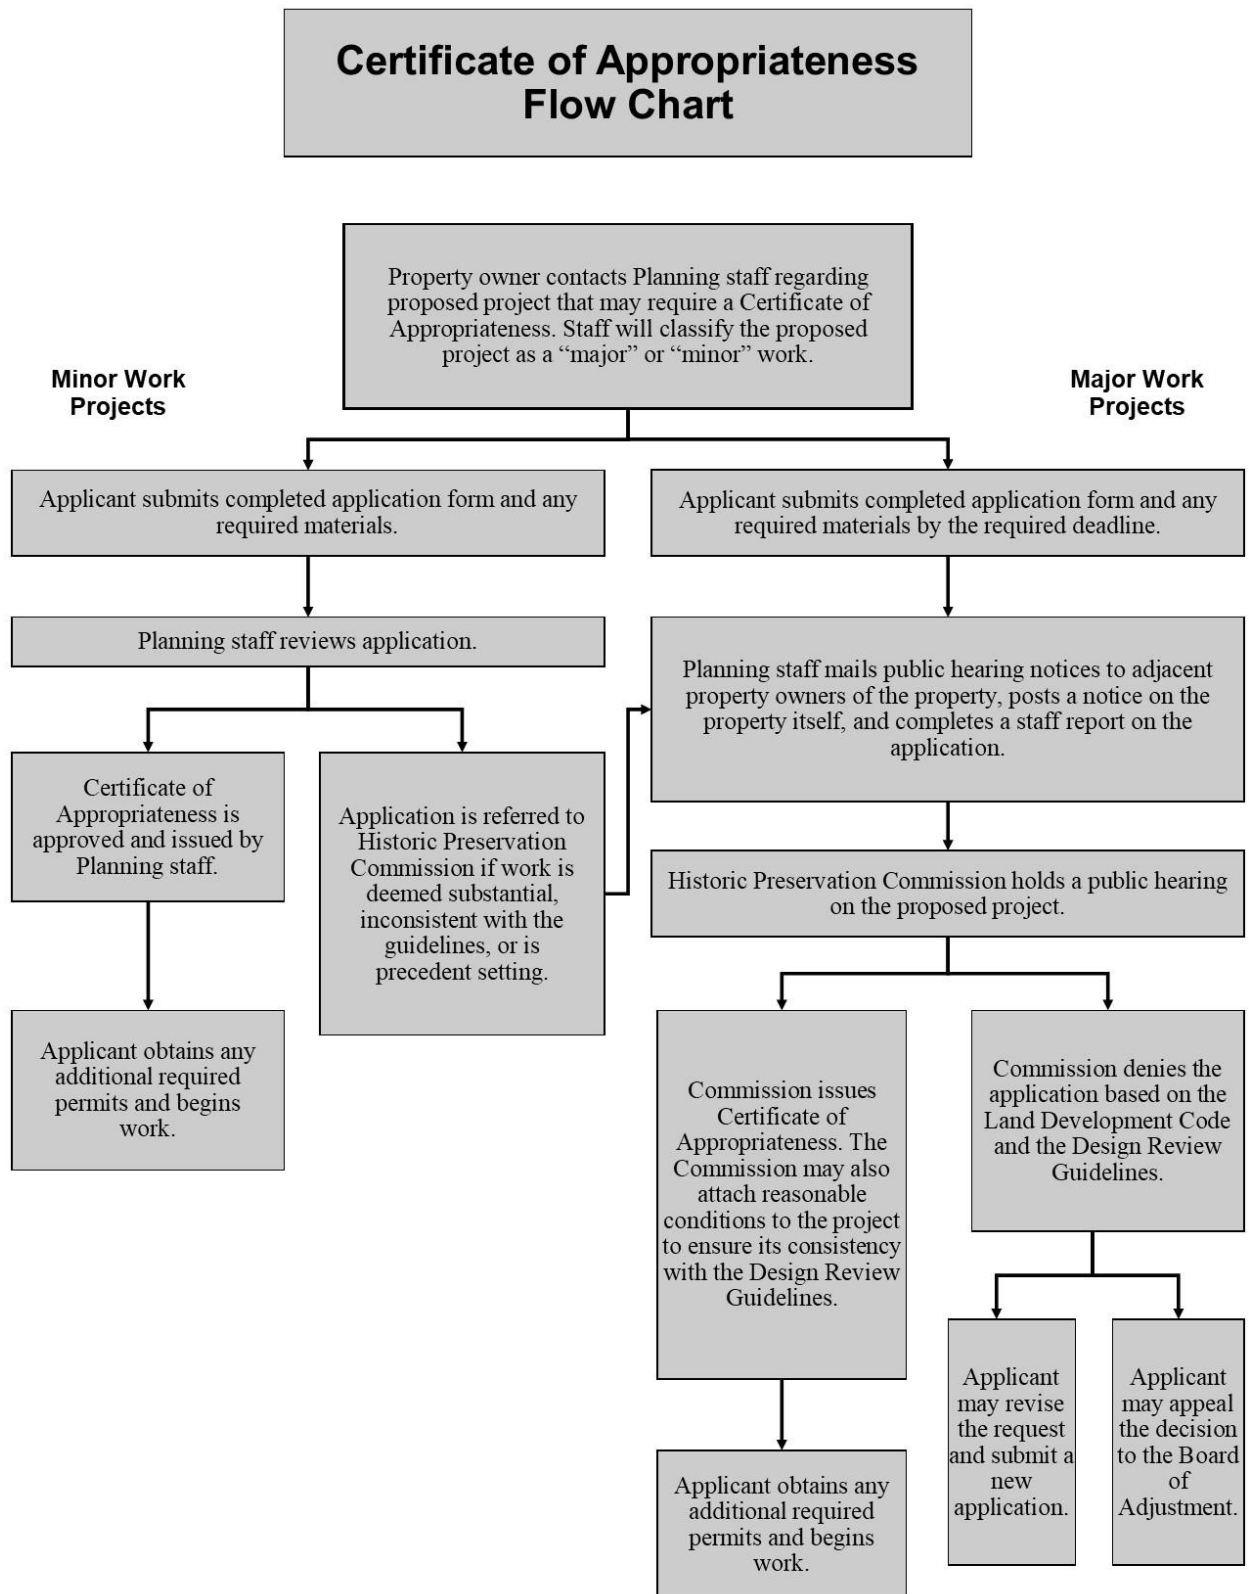 Certificate of Appropriateness
Flow Chart
Property owner contacts Planning staff regarding
proposed project that may require a Certificate of
Appropriateness. Staff will classify the proposed
project as a “major” or “minor” work.
Minor Work
Projects
Major Work
Projects
Applicant submits completed application form and any
required materials.
Applicant submits completed application form and any
required materials by the required deadline.
Planning staff reviews application.
Planning staff mails public hearing notices to adjacent
property owners of the property, posts a notice on the
property itself, and completes a staff report on the
application.
Certificate of
Appropriateness is
approved and issued by
Planning staff.
Application is referred to
Historic Preservation
Commission if work is
deemed substantial,
inconsistent with the
guidelines, or is
precedent setting.
Historic Preservation Commission holds a public hearing
on the proposed project.
Applicant obtains any
additional required
permits and begins
work.
Commission issues
Certificate of
Appropriateness. The
Commission may also
attach reasonable
conditions to the project
to ensure its consistency
with the Design Review
Guidelines.
Commission denies the
application based on the
Land Development Code
and the Design Review
Guidelines.
Applicant
may revise
the request
and submit a
new
application.
Applicant
may appeal
the decision
to the Board
of
Adjustment.
Applicant obtains any
additional required
permits and begins
work.